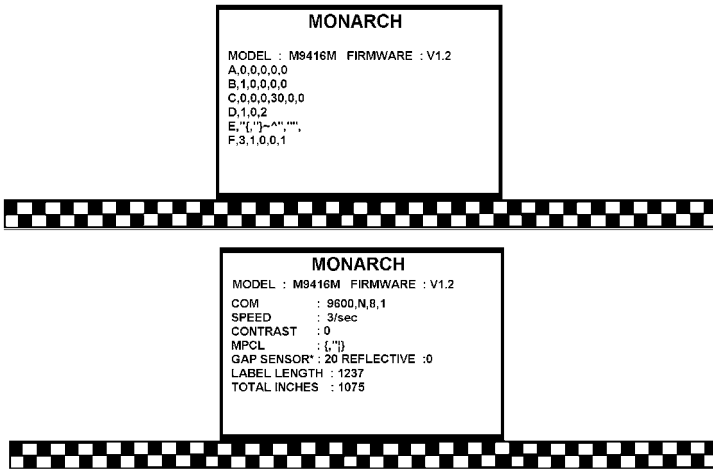 MONARCH
MODEL : M9416M FIRMWARE : V1.2
A,0,0,0,0,0
B,1,0,0,0,0
C,0,0,0,30,0,0
D,1,0,2
E,"{,"}~^","",
F,3,1,0,0,1
MONARCH
MODEL : M9416M FIRMWARE : V1.2
COM : 9600,N,8,1
SPEED : 3/sec
CONTRAST : 0
MPCL : {,"|}
GAP SENSOR* : 20 REFLECTIVE :0
LABEL LENGTH : 1237
TOTAL INCHES : 1075